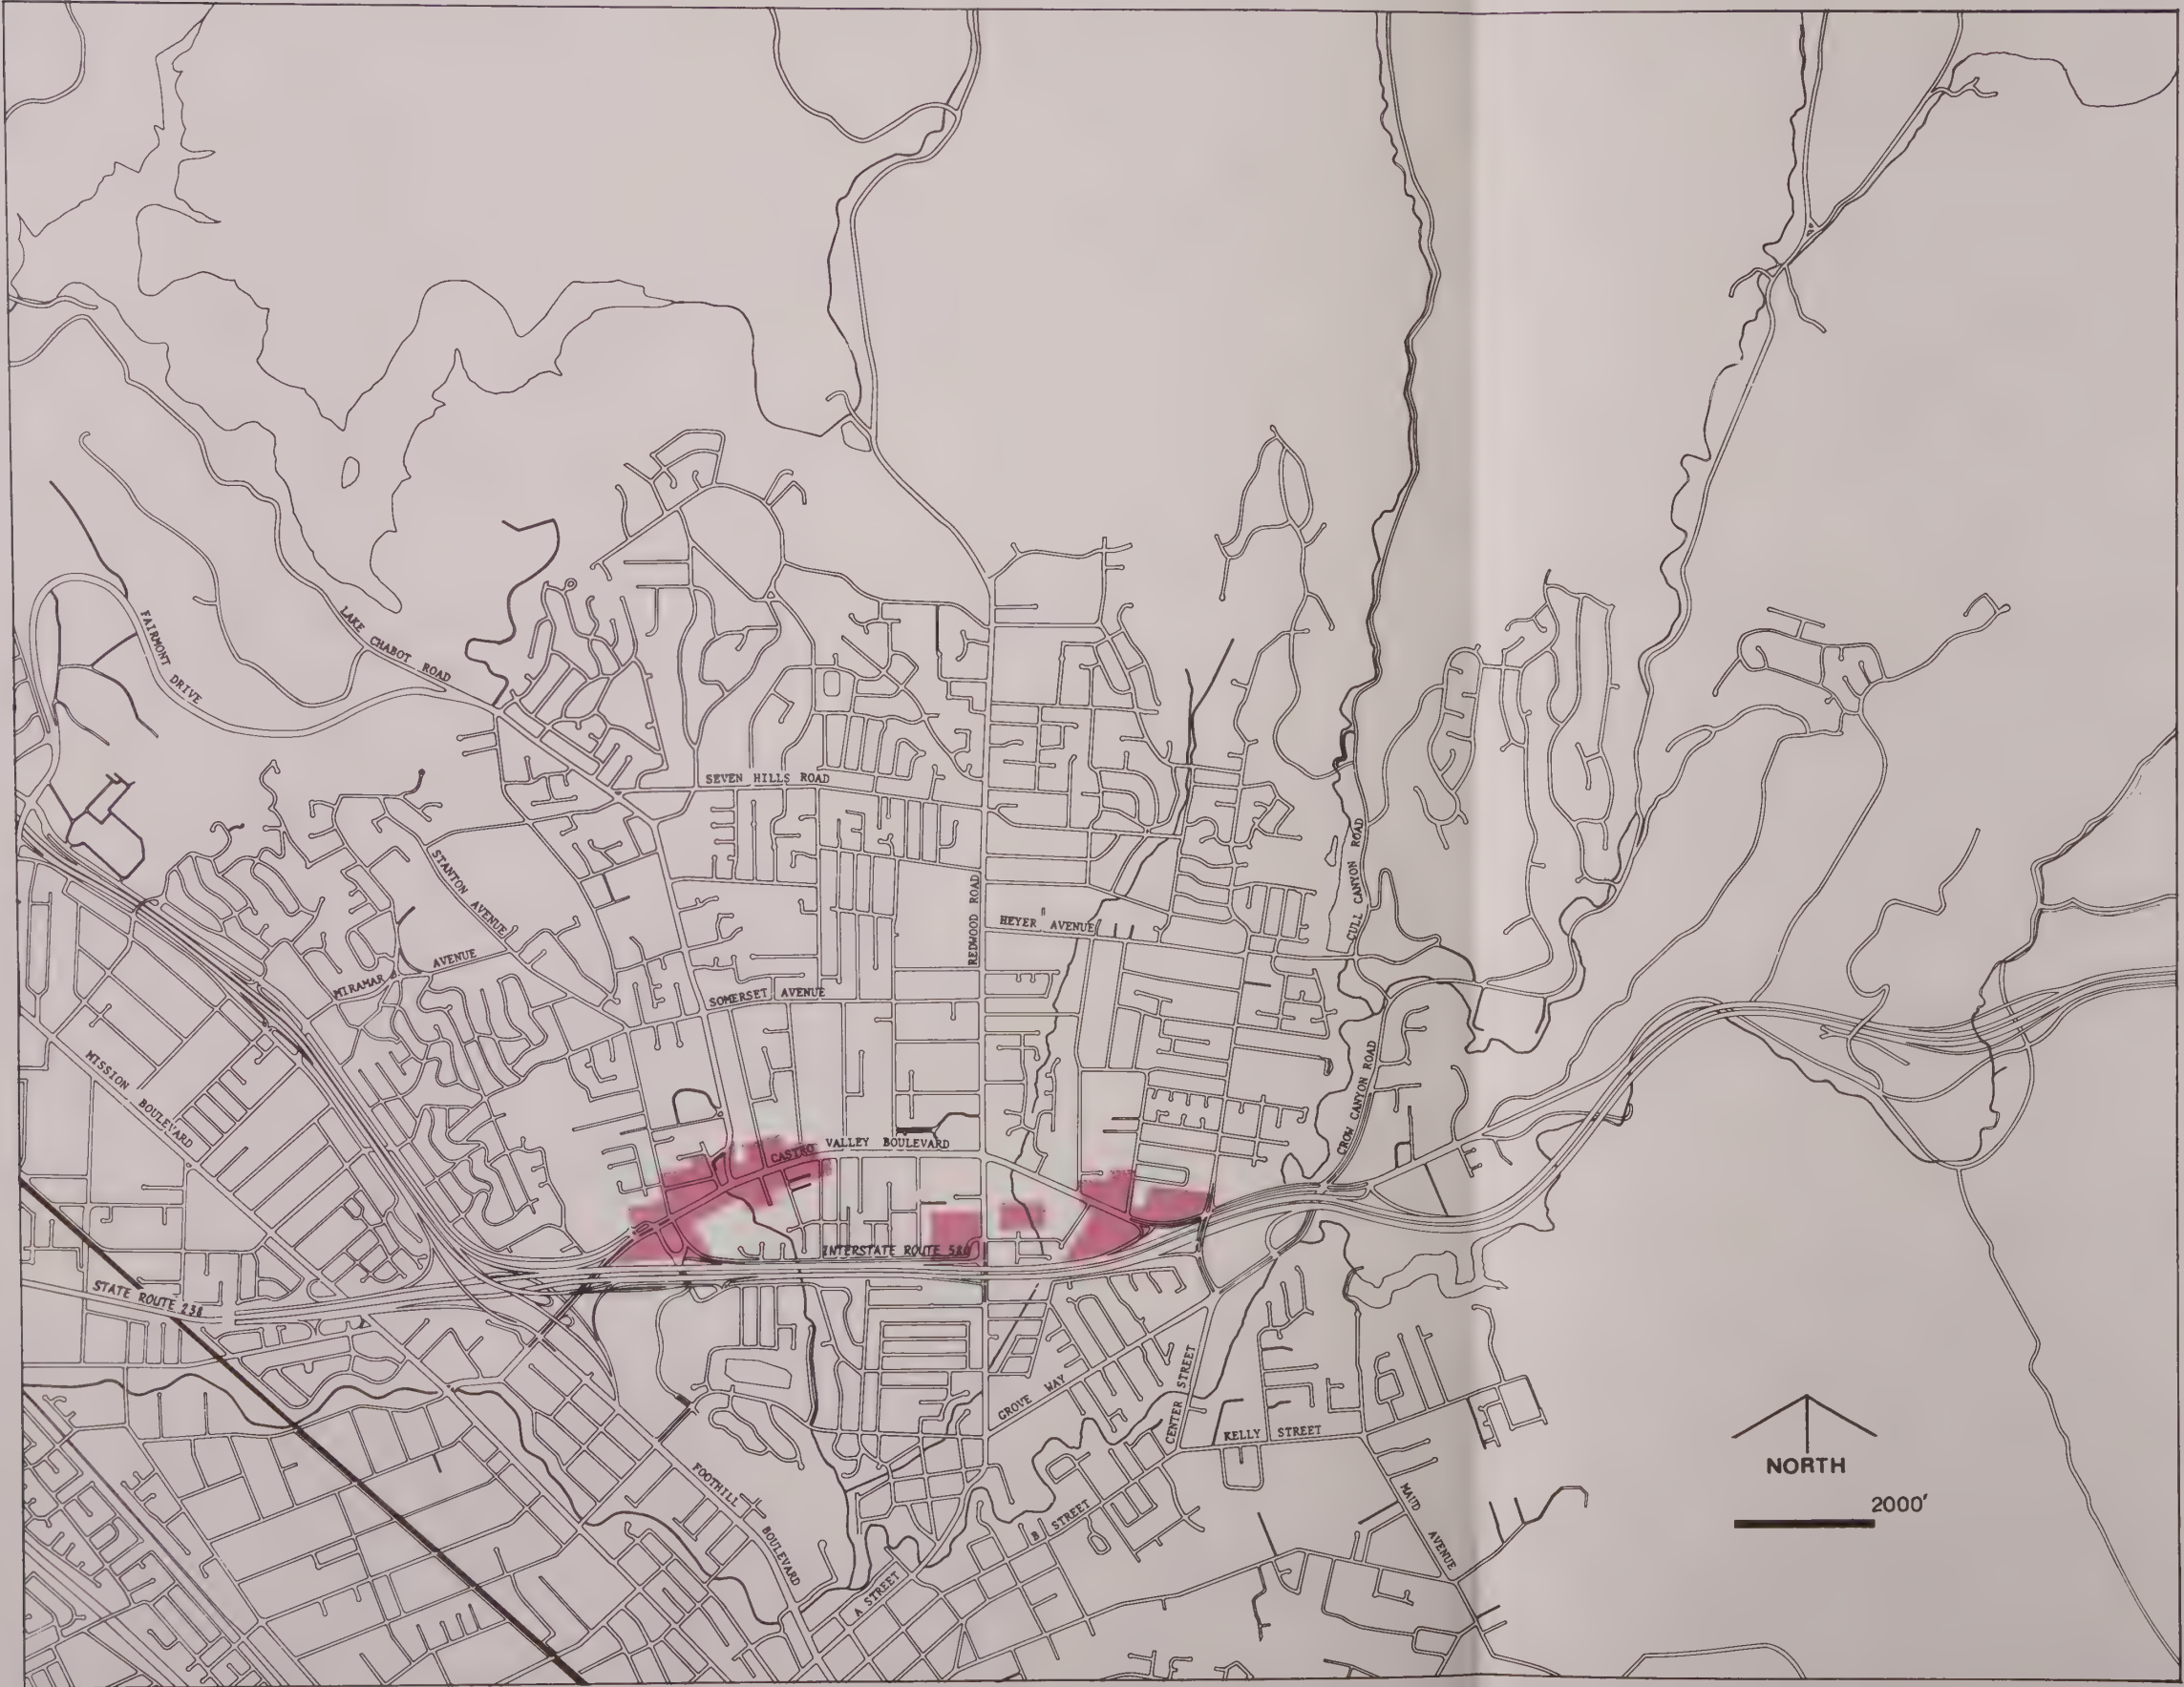 FAIRMONT DRIVE
LAKE CHABOT ROAD
SEVEN HILLS ROAD
STANTON AVENUE
CULL CANYON ROAD
REDWOOD ROAD
HEYER AVENUE
MIRAMAR AVENUE
SOMERSET AVENUE
MISSION BOULEVARD
CROW CANYON ROAD
CASTRO VALLEY BOULEVARD
INTERSTATE ROUTE 580
STATE ROUTE 238
GROVE WAY
CENTER STREET
KELLY STREET
NORTH
2000'
FOOTHILL BOULEVARD
B STREET
MAUD AVENUE
A STREET